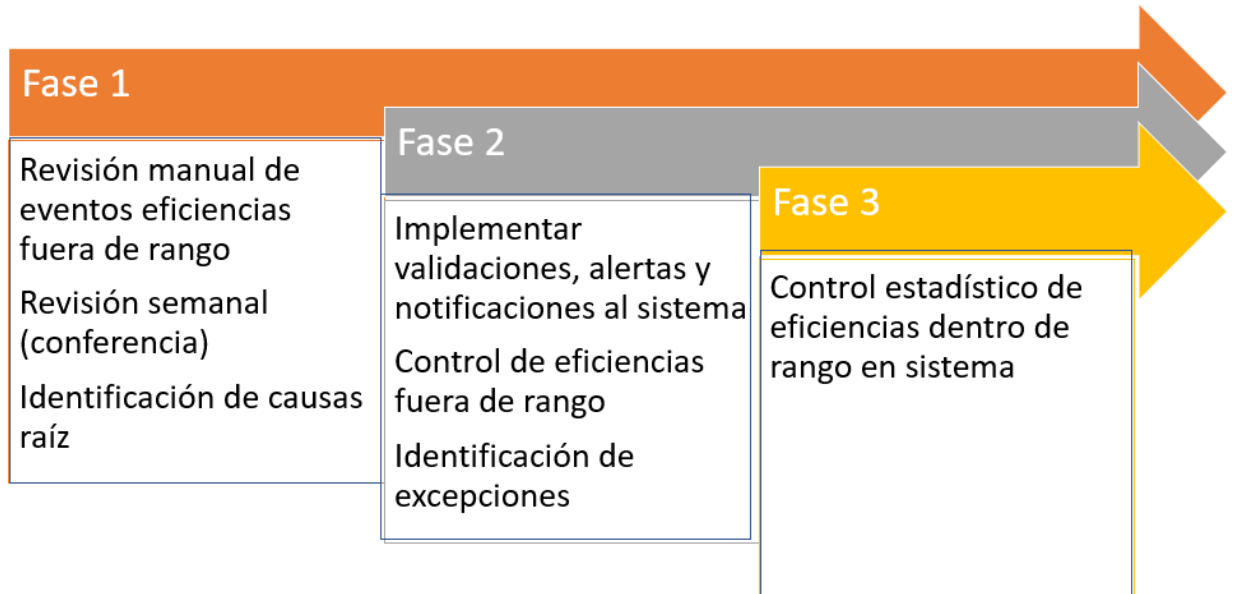 Fase 1
Revisión manual de
eventos eficiencias
fuera de rango
Revisión semanal
(conferencia)
Identificación de causas
raíz
Fase 2
Implementar
validaciones, alertas y
notificaciones al sistema
Control de eficiencias
fuera de rango
Identificación de
excepciones
Fase 3
Control estadístico de
eficiencias dentro de
rango en sistema